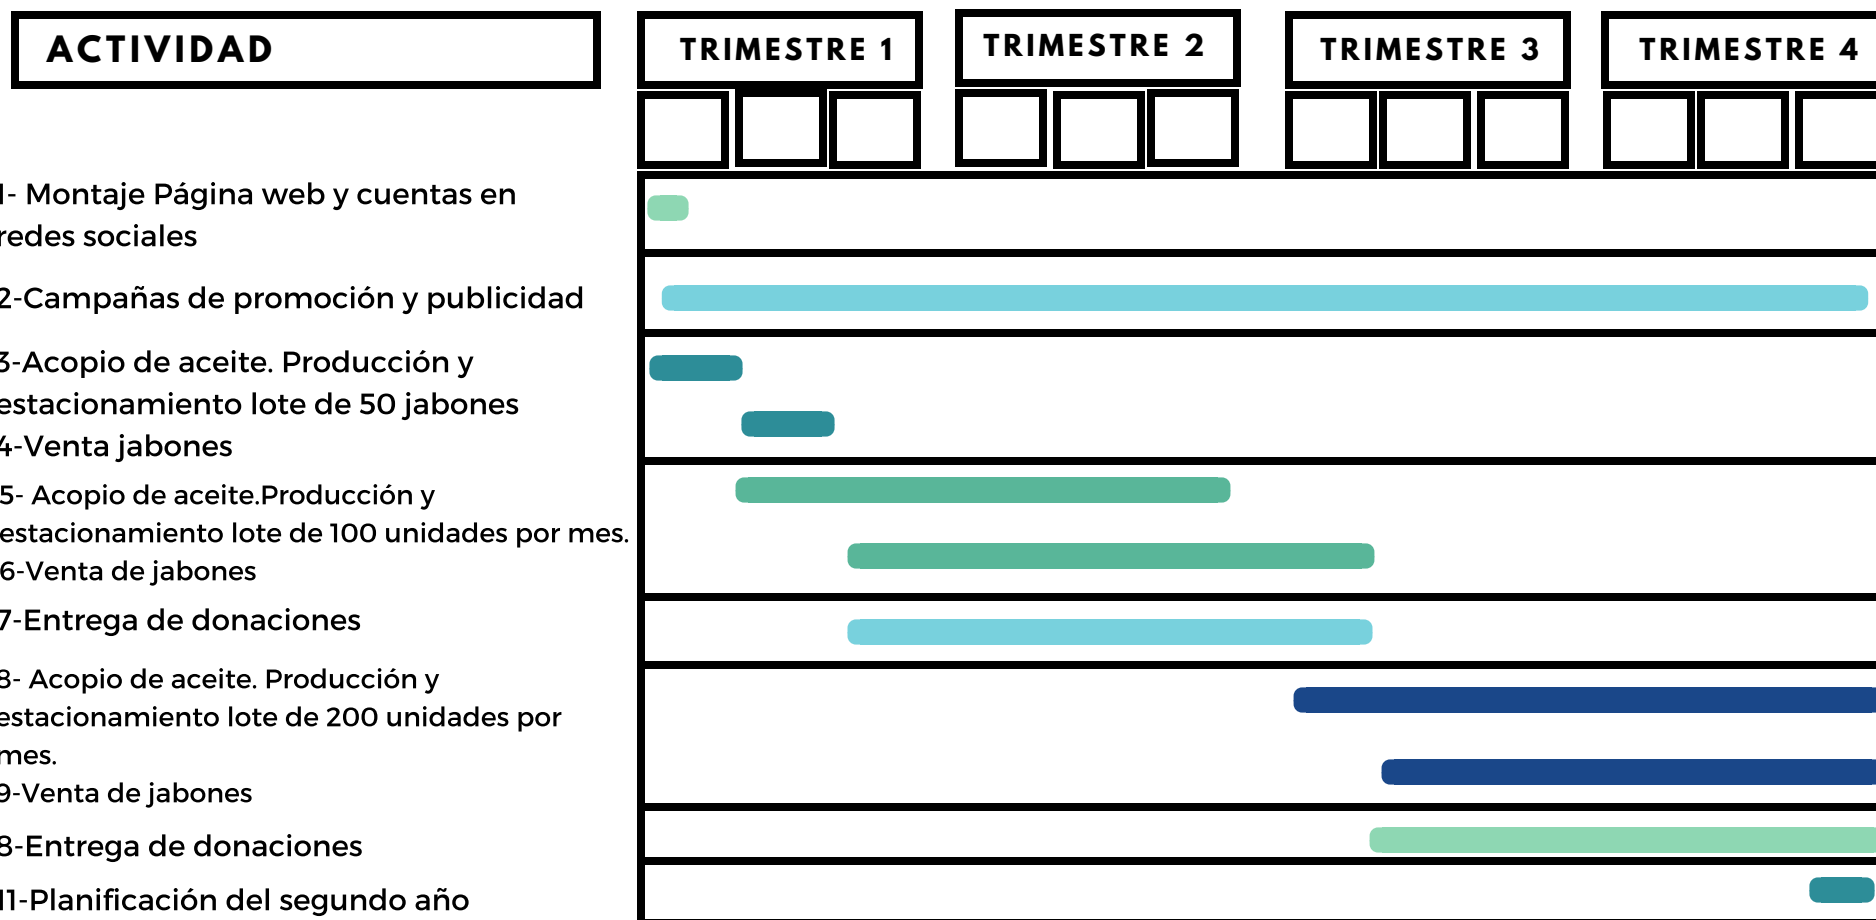 ACTIVIDAD
TRIMESTRE 1
TRIMESTRE 2
TRIMESTRE 3
TRIMESTRE 4
1- Montaje Página web y cuentas en
redes sociales
2-Campañas de promoción y publicidad
3-Acopio de aceite. Producción y
estacionamiento lote de 50 jabones
4-Venta jabones
5- Acopio de aceite.Producción y
estacionamiento lote de 100 unidades por mes.
6-Venta de jabones
7-Entrega de donaciones
8- Acopio de aceite. Producción y
estacionamiento lote de 200 unidades por
mes.
9-Venta de jabones
8-Entrega de donaciones
11-Planificación del segundo año